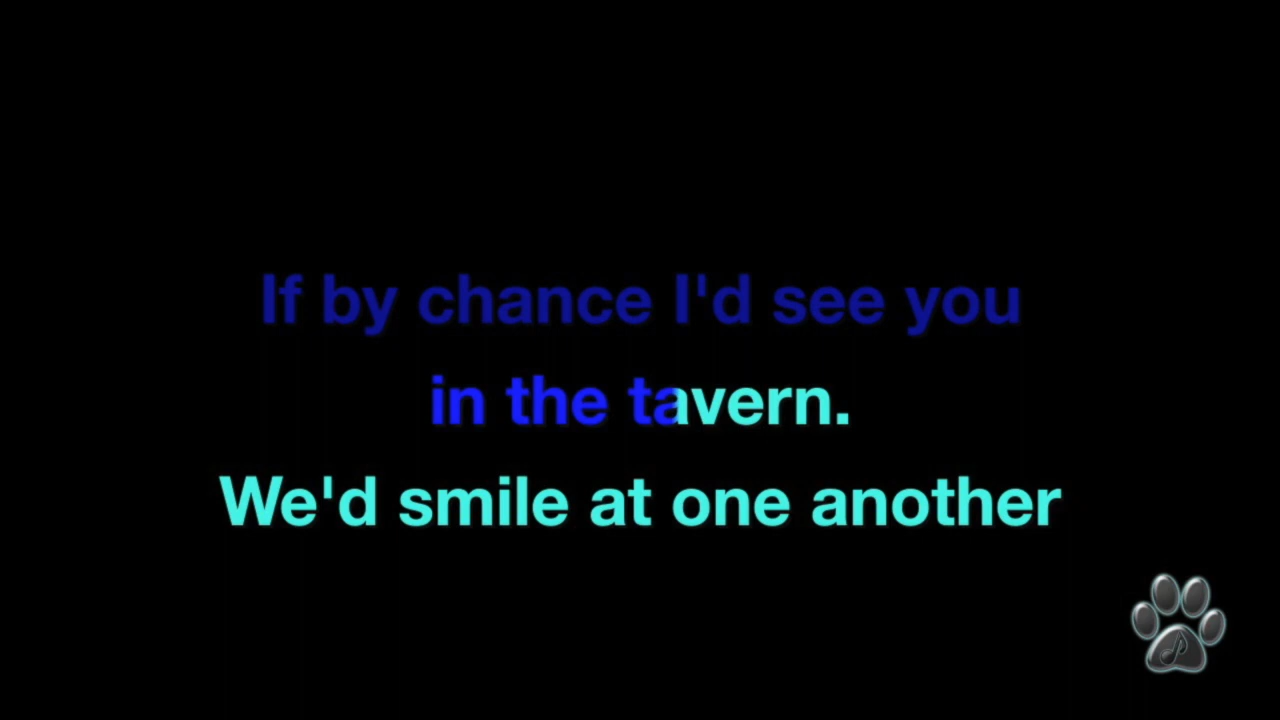 If by chance I'd see you
in the tavern.
We'd smile at one another